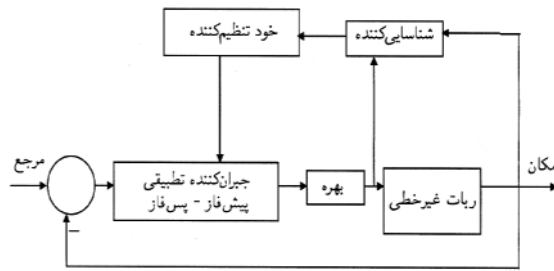 خود تنظیم‌کننده
شناسایی‌کننده
مرجع
جبران‌کننده تطبیقی
پیش‌فاز - پس‌فاز
بهره
ربات غیرخطی
مکان